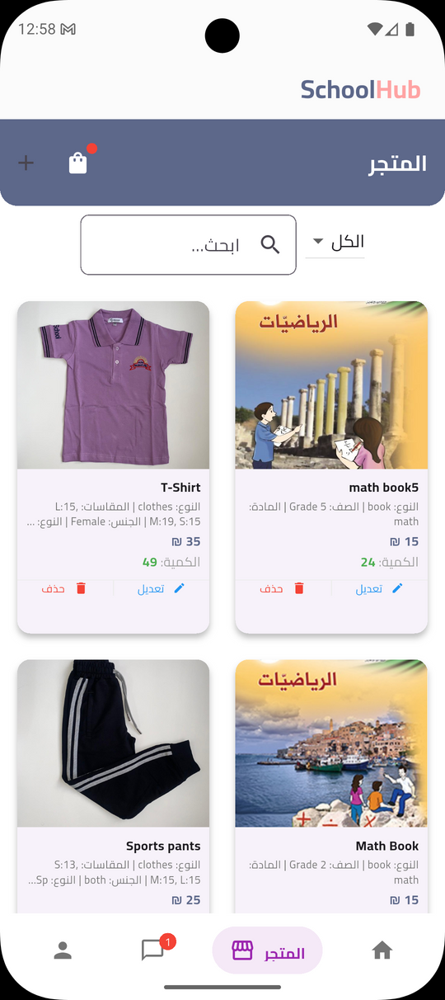 12:58
SchoolHub
المتجر
الكل
ابحث...
الرياضيّات
math book5
النوع: book | الصف: Grade 5 | المادة:
math
15 ₪
الكمية: 24
تعديل
حذف
School
T-Shirt
النوع: clothes | المقاسات: L:15,
M:19, S:15 | الجنس: Female | النوع: ...
35 ₪
الكمية: 49
تعديل
حذف
الرياضيّات
Math Book
النوع: book | الصف: Grade 2 | المادة:
math
15 ₪
Sports pants
النوع: clothes | المقاسات: S:13,
M:15, L:15 | الجنس: both | النوع: Sp...
25 ₪
المتجر
1